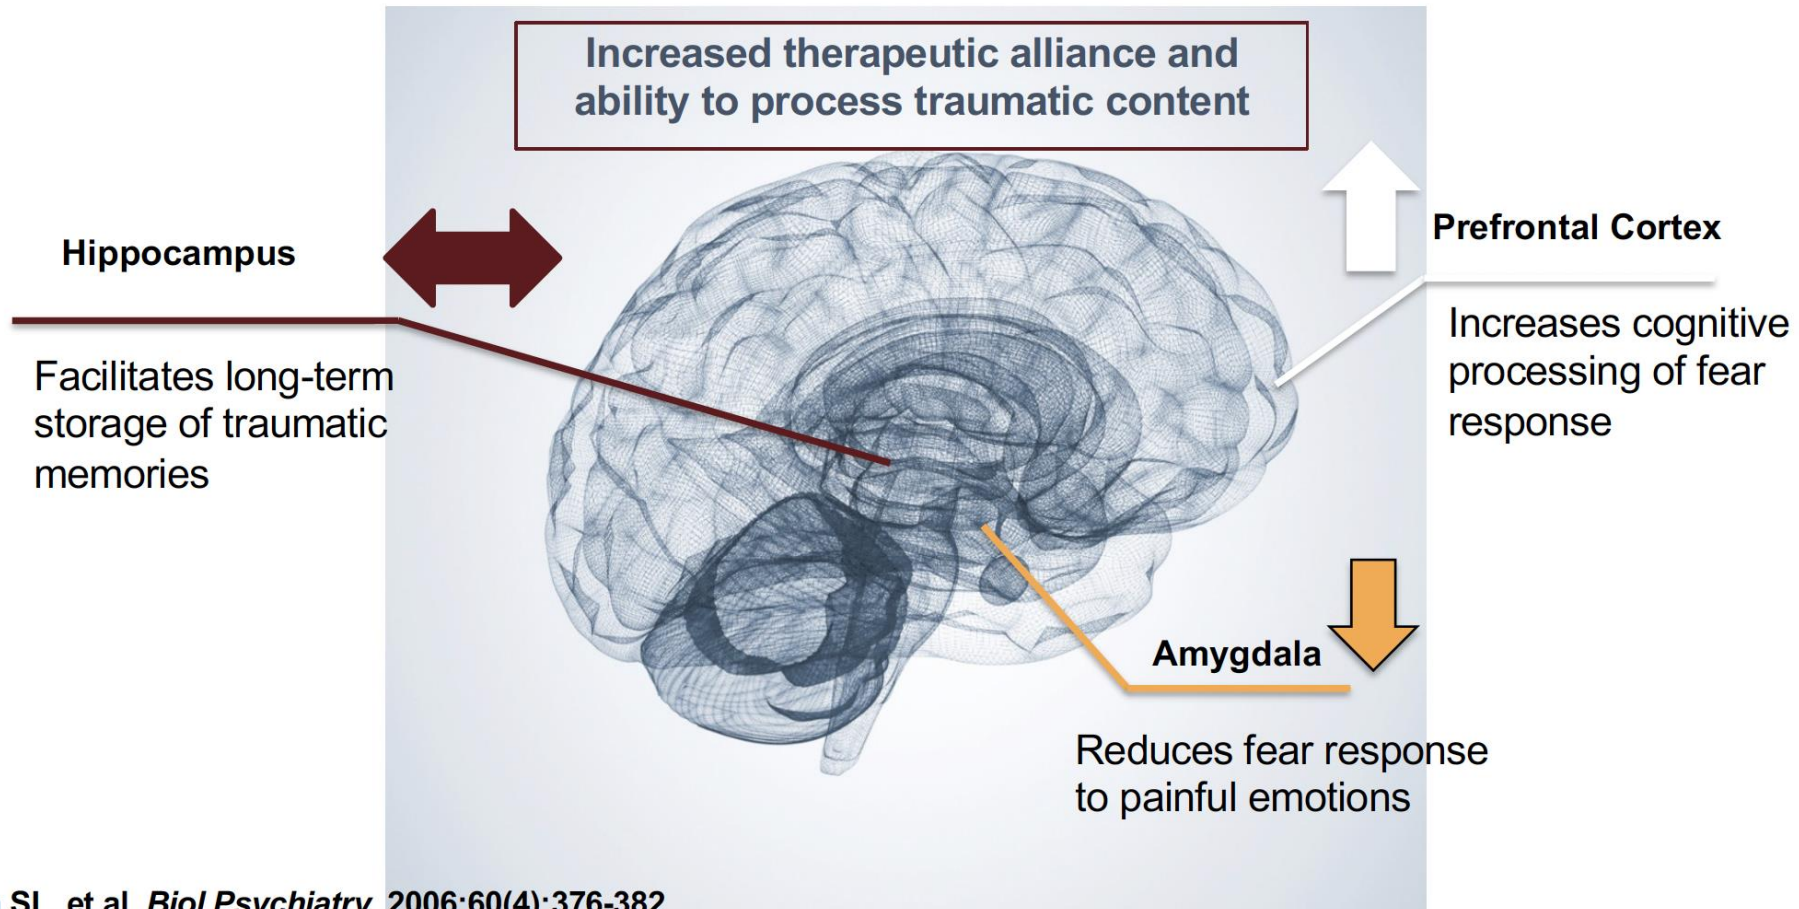 Increased therapeutic alliance and
ability to process traumatic content
Hippocampus
Facilitates long-term
storage of traumatic
memories
Prefrontal Cortex
Increases cognitive
processing of fear
response
Amygdala
Reduces fear response
to painful emotions
SL, et al. Biol Psychiatry. 2006;60(4):376-382